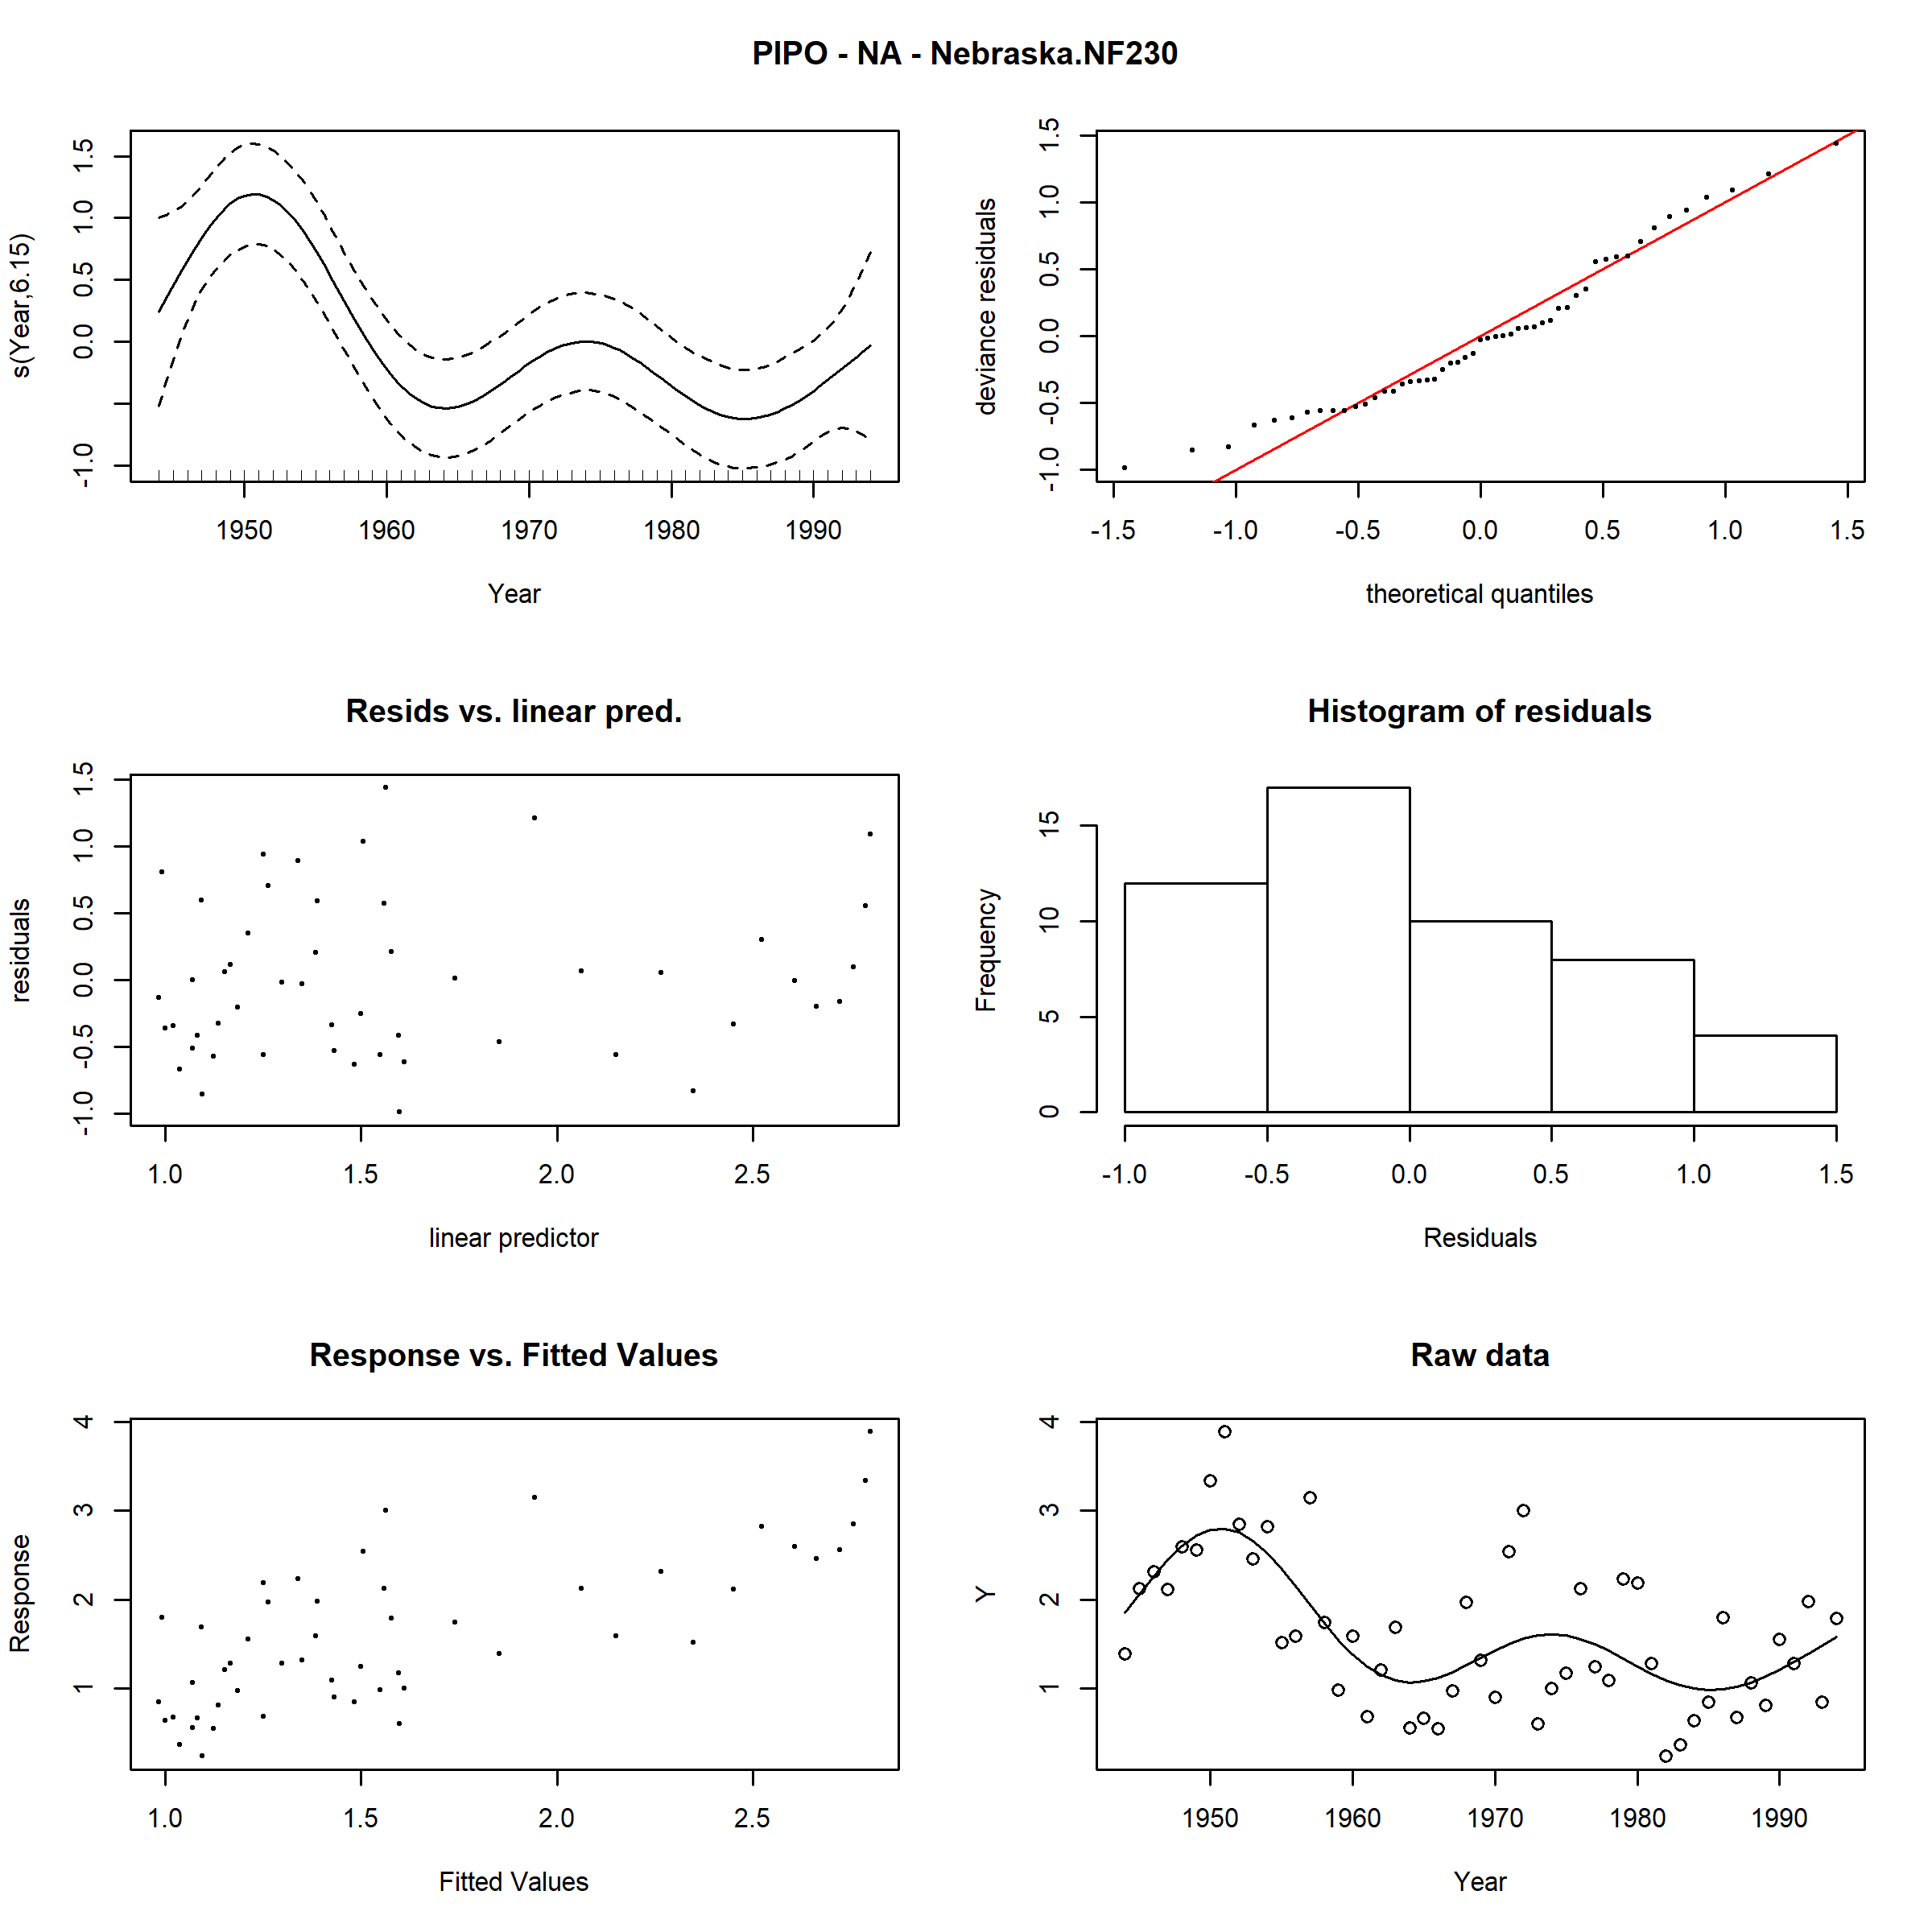 PIPO - NA - Nebraska.NF230
s(Year,6.15)
-1.0 0.0 0.5 1.0 1.5
1950 1960 1970 1980 1990
Year
deviance residuals
-1.0 -0.5 0.0 0.5 1.0 1.5
-1.5 -1.0 -0.5 0.0 0.5 1.0 1.5
theoretical quantiles
Resids vs. linear pred.
residuals
-1.0 -0.5 0.0 0.5 1.0 1.5
1.0 1.5 2.0 2.5
linear predictor
Histogram of residuals
Frequency
0 5 10 15
-1.0 -0.5 0.0 0.5 1.0 1.5
Residuals
Response vs. Fitted Values
Response
1 2 3 4
1.0 1.5 2.0 2.5
Fitted Values
Raw data
Y
1 2 3 4
1950 1960 1970 1980 1990
Year